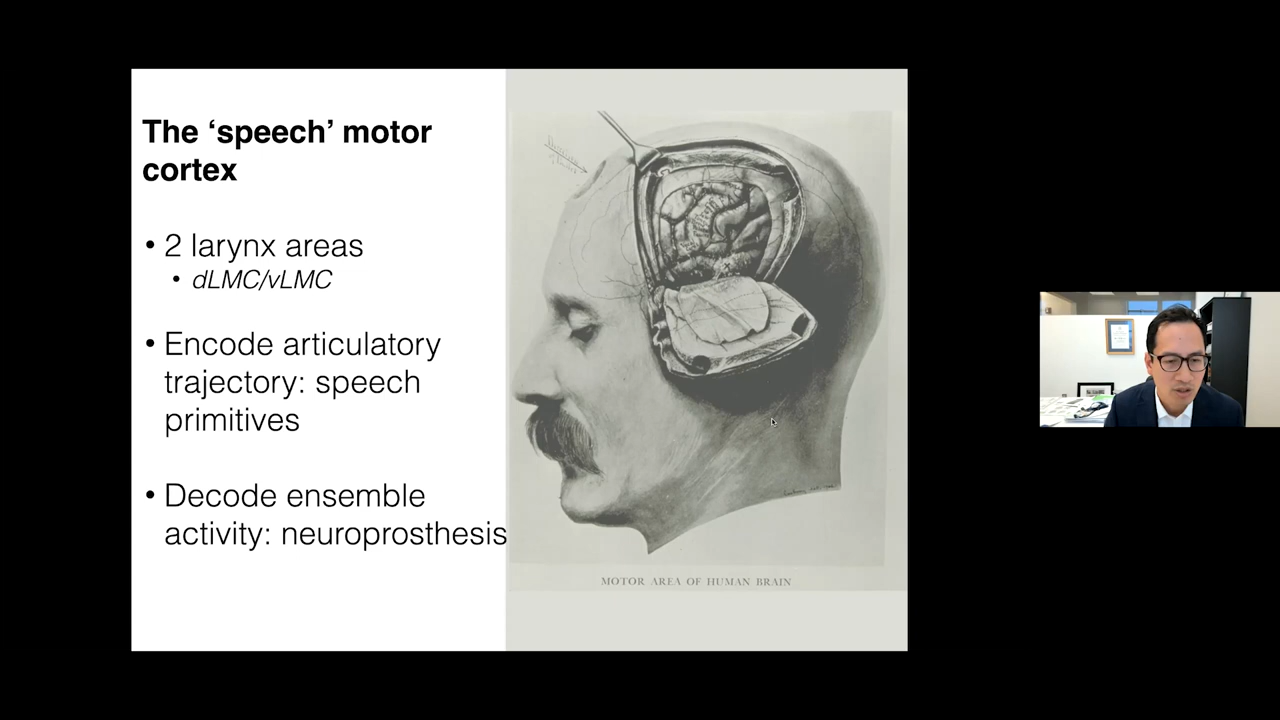 The ‘speech’ motor
cortex
• 2 larynx areas
• dLMC/vLMC
• Encode articulatory
trajectory: speech
primitives
• Decode ensemble
activity: neuroprosthesis
MOTOR AREA OF HUMAN BRAIN